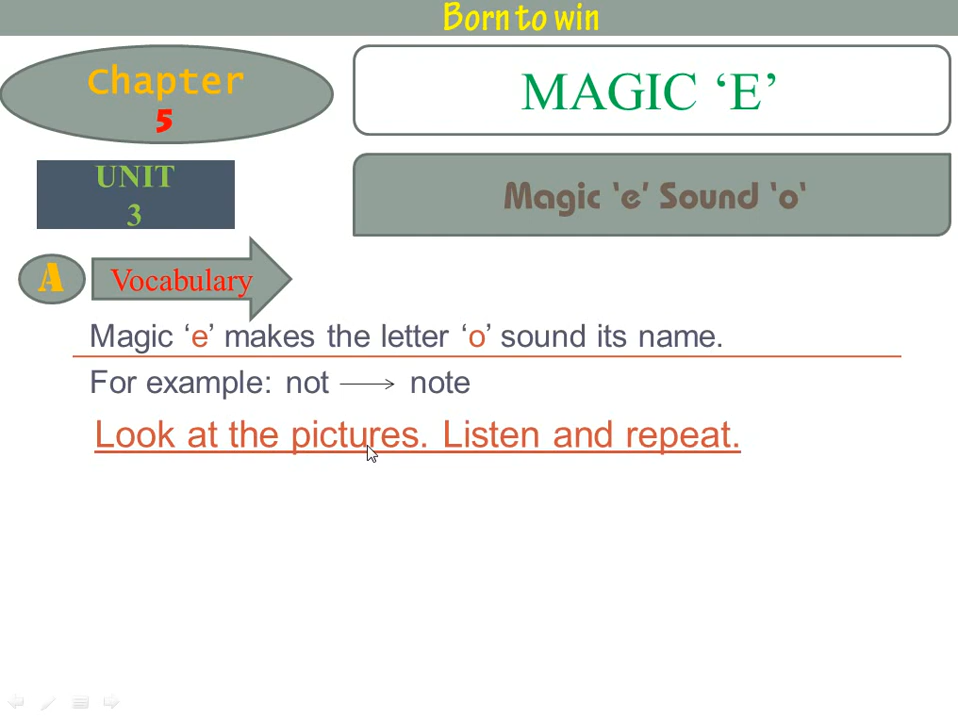 Born to win
Chapter
5
MAGIC ‘E’
UNIT
3
Magic ‘e’ Sound ‘o‘
A
Vocabulary
Magic ‘e’ makes the letter ‘o’ sound its name.
For example: not ⟶ note
Look at the pictures. Listen and repeat.